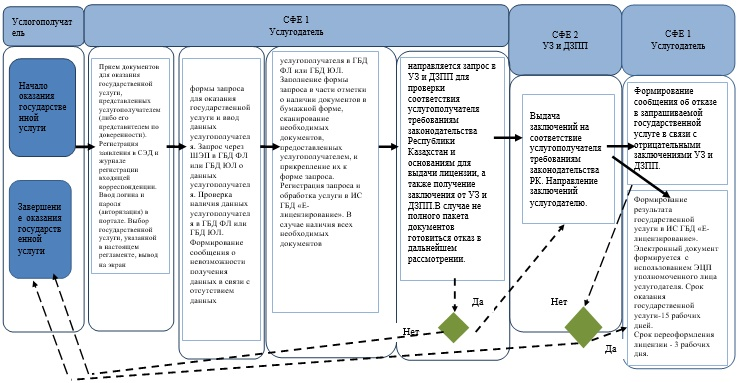 Услогополучат
ель
СФЕ 1
Услугодатель
СФЕ 2
УЗ и ДЗПП
СФЕ 1
Услугодатель
Начало
оказания
государстве
нной
услуги
Завершени
е оказания
государств
енной
услуги
Прием документов
для оказания
государственной
услуги,
представленных
услугополучателем
(либо его
представителем по
доверенности).
Регистрация
заявления в СЭД и
журнале
регистрации
входящей
корреспонденции.
Ввод логина и
пароля
(авторизация) в
портале. Выбор
государственной
услуги, указанной
в настоящем
регламенте, вывод
на экран
формы запроса
для оказания
государственной
услуги и ввод
данных
услугополучател
я. Запрос через
ШЭП в ГБД ФЛ
или ГБД ЮЛ о
данных
услугополучател
я. Проверка
наличия данных
услугополучател
я в ГБД ФЛ или
ГБД ЮЛ.
Формирование
сообщения о
невозможности
получения
данных в связи с
отсутствием
данных
услугополучателя в ГБД
ФЛ или ГБД ЮЛ.
Заполнение формы
запроса в части отметки
о наличии документов в
бумажной форме,
сканирование
необходимых
документов,
предоставленных
услугополучателем, и
прикрепление их к
форме запроса.
Регистрация запроса и
обработка услуги в ИС
ГБД «Е-
лицензирование». В
случае наличия всех
необходимых
документов
направляется запрос в
УЗ и ДЗПП для
проверки
соответствия
услугополучателя
требованиям
законодательства
Республики
Казахстан и
основаниям для
выдачи лицензии, а
также получение
заключения от УЗ и
ДЗПП.В случае не
полного пакета
документов
готовиться отказ в
дальнейшем
рассмотрении.
Выдача
заключений на
соответствие
услугополучателя
требованиям
законодательства
РК. Направление
заключений
услугодателю.
Формирование
сообщения об отказе
в запрашиваемой
государственной
услуге в связи с
отрицательными
заключениями УЗ и
ДЗПП.
Формирование
результата
государственной
услуги в ИС ГБД «Е-
лицензирование».
Электронный документ
формируется с
использованием ЭЦП
уполномоченного лица
услугодателя. Срок
оказания
государственной
услуги-15 рабочих
дней.
Срок переоформления
лицензии - 3 рабочих
дня.
Да
Нет
Нет
Да